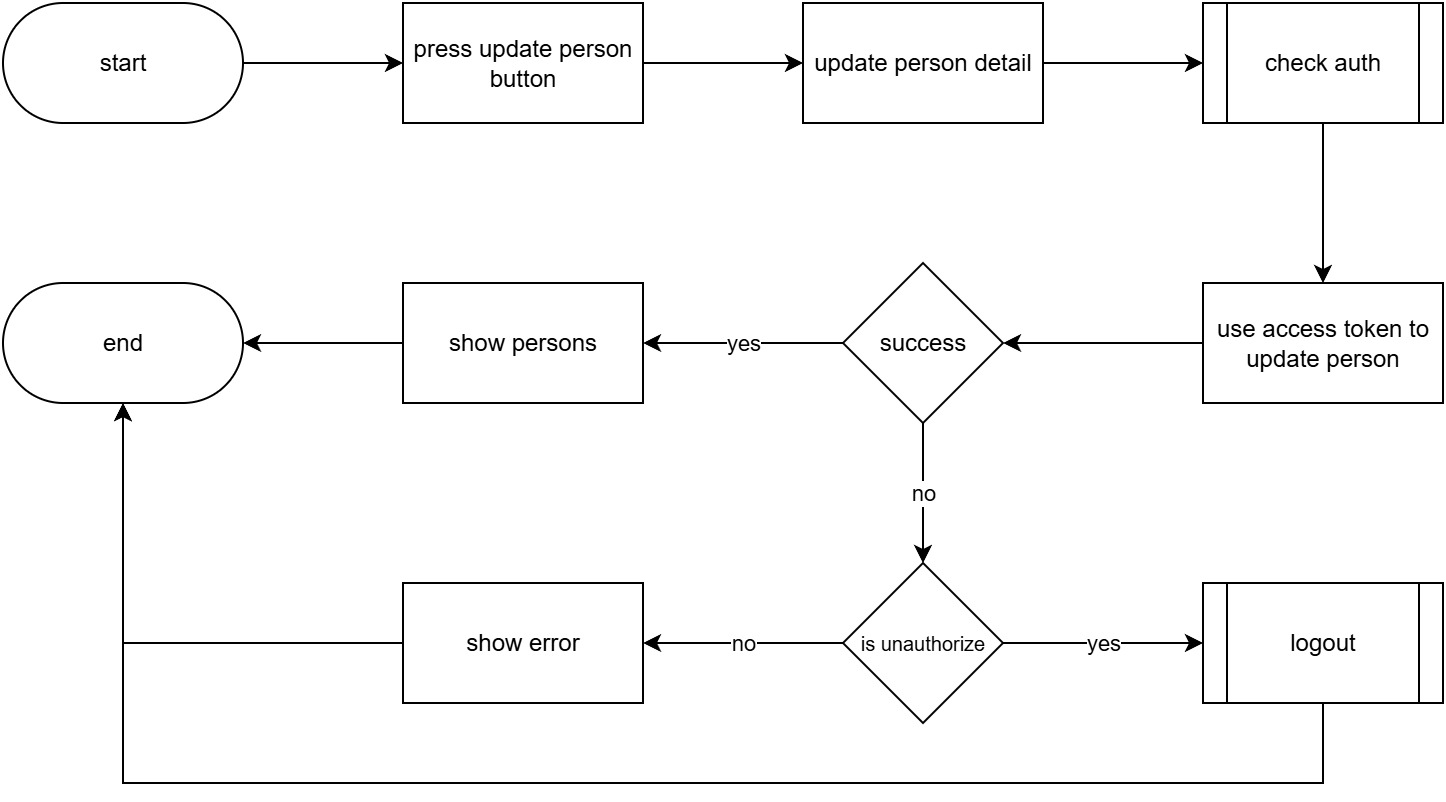 start
press update person
button
update person detail
check auth
end
show persons
yes
success
use access token to
update person
no
show error
no
is unauthorize
yes
logout